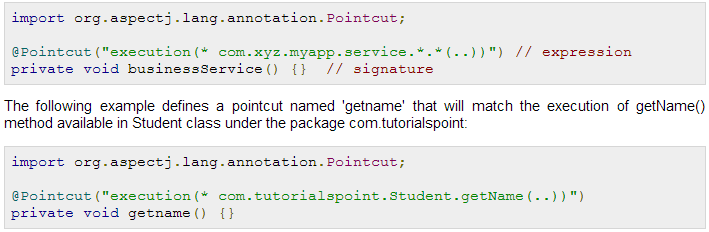 import org.aspectj.lang.annotation.Pointcut;
@Pointcut("execution(* com.xyz.myapp.service.*.*(..))") // expression
private void businessService() {}  // signature
The following example defines a pointcut named 'getname' that will match the execution of getName()
method available in Student class under the package com.tutorialspoint:
import org.aspectj.lang.annotation.Pointcut;
@Pointcut("execution(* com.tutorialspoint.Student.getName(..))")
private void getname() {}